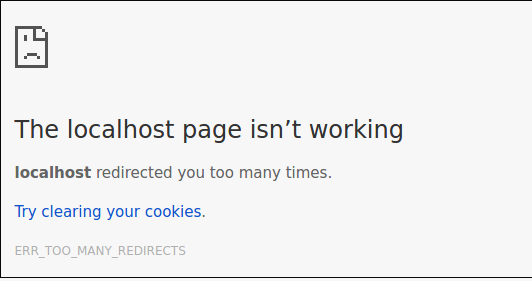 The localhost page isn’t working
localhost redirected you too many times.
Try clearing your cookies.
ERR_TOO_MANY_REDIRECTS